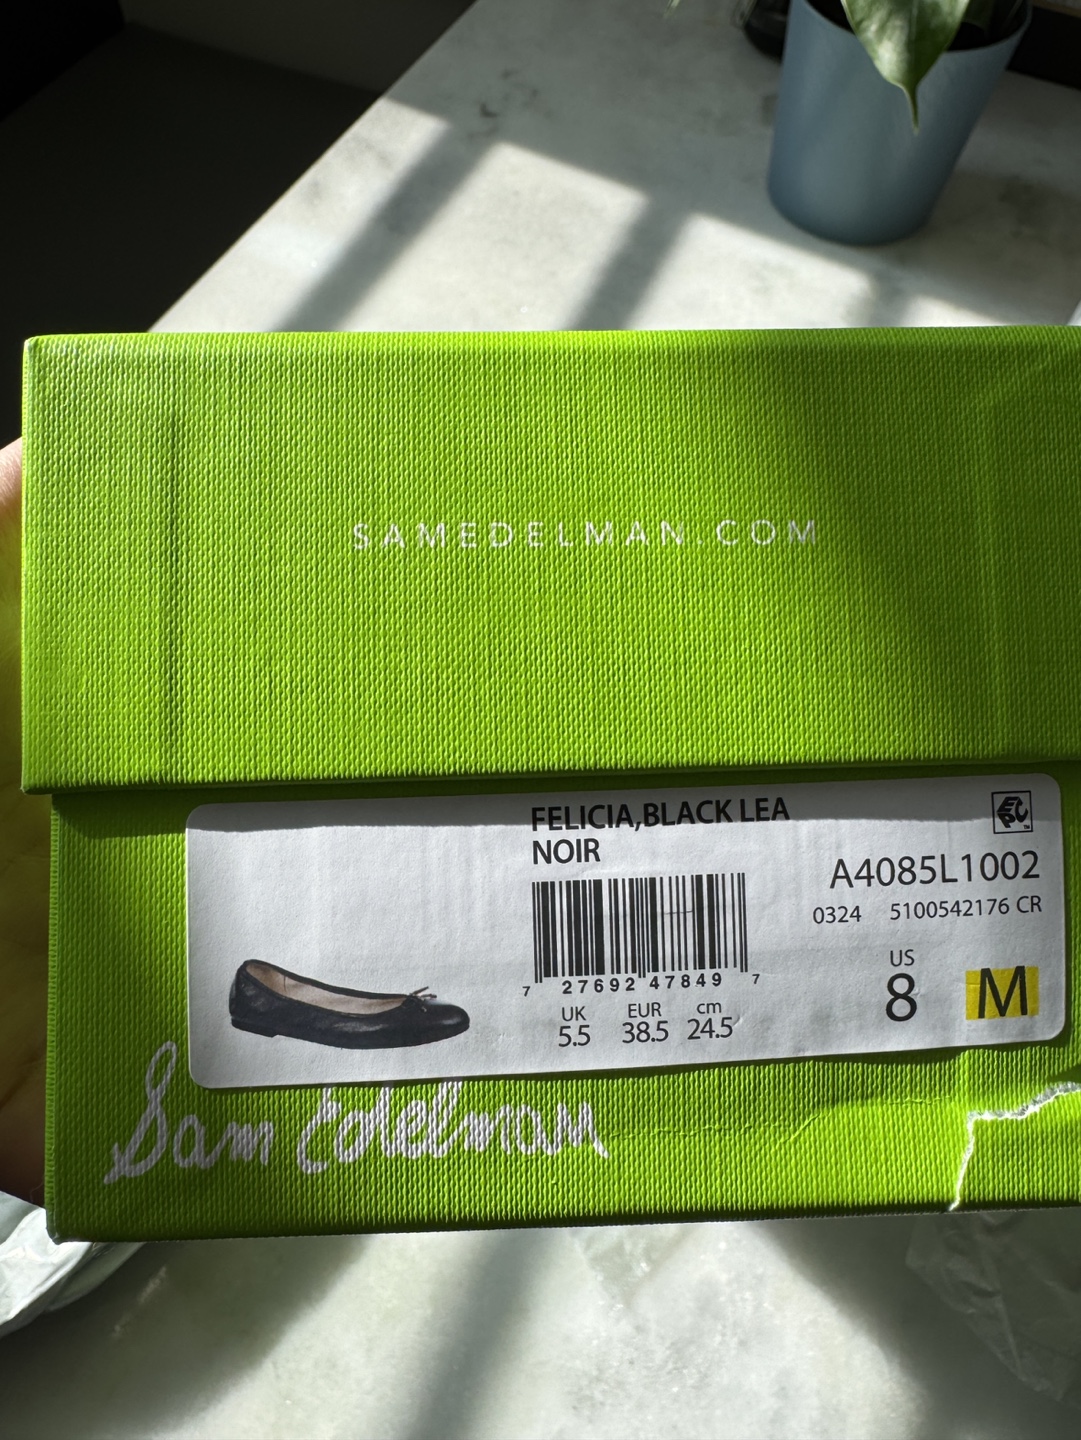 SAMEDELMAN.COM
FELICIA,BLACK LEA
NOIR
A4085L1002
0324 5100542176 CR
7 27692 47849 7
UK EUR cm
5.5 38.5 24.5
US
8 M
Sam Edelman